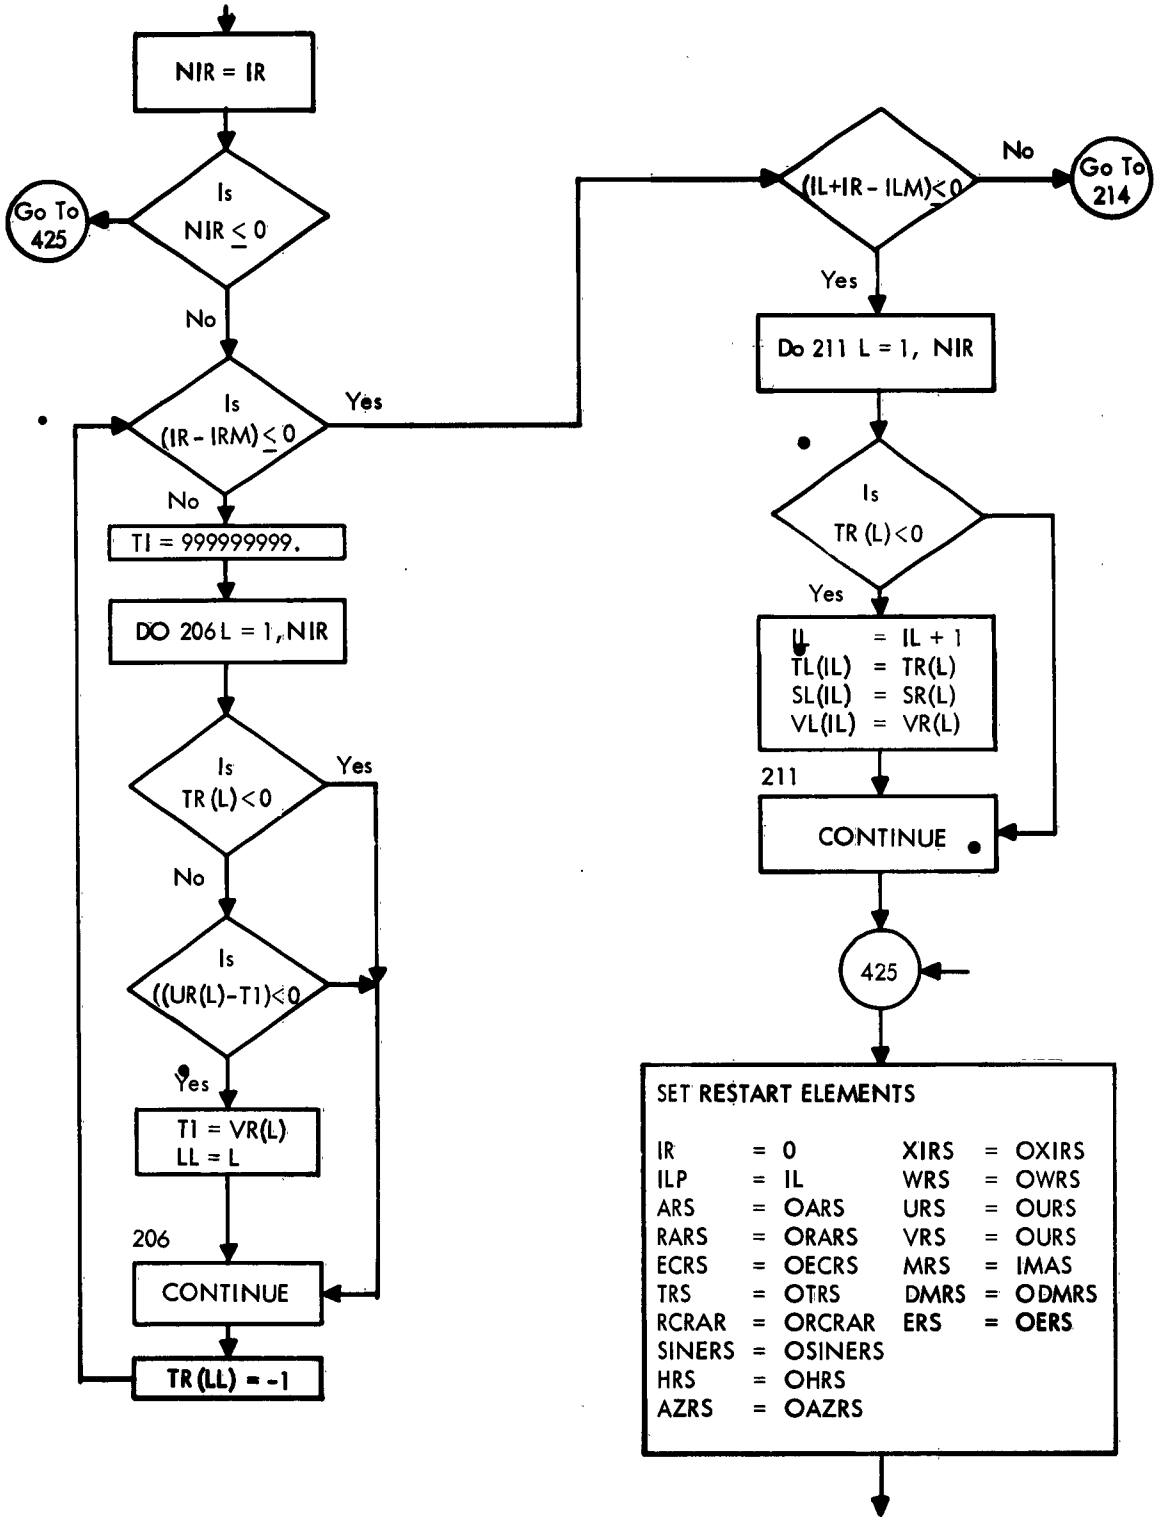 NIR = IR
Is
NIR ≤ 0
Go To
425
No
Is
(IR - IRM) ≤ 0
Yes
No
T1 = 999999999.
DO 206 L = 1, NIR
Is
TR (L) < 0
Yes
No
Is
((UR(L)-T1)<0
Yes
T1 = VR(L)
LL = L
206
CONTINUE
TR (LL) = -1
(IL+IR - ILM) ≤ 0
No
Go To
214
Yes
Do 211 L = 1, NIR
Is
TR (L) < 0
Yes
IL = IL + 1
TL(IL) = TR(L)
SL(IL) = SR(L)
VL(IL) = VR(L)
211
CONTINUE
425
SET RESTART ELEMENTS
IR = 0 XIRS = OXIRS
ILP = IL WRS = OWRS
ARS = OARS URS = OURS
RARS = ORARS VRS = OURS
ECRS = OECRS MRS = IMAS
TRS = OTRS DMRS = ODMRS
RCRAR = ORCRAR ERS = OERS
SINERS = OSINERS
HRS = OHRS
AZRS = OAZRS